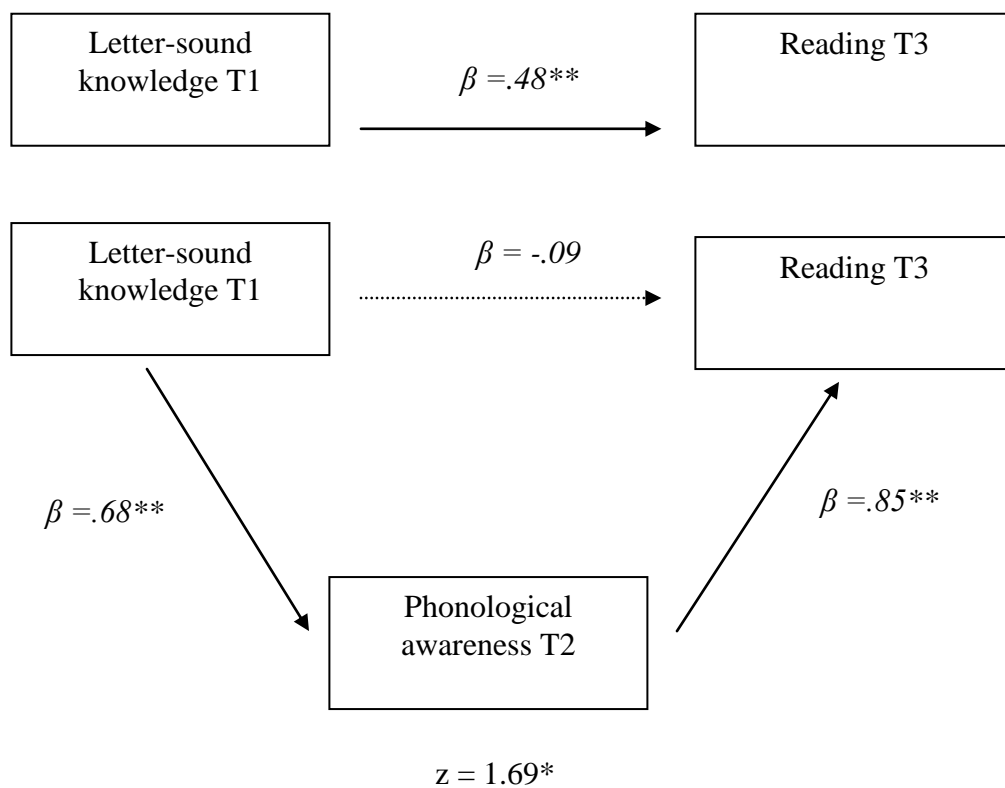 Letter-sound
knowledge T1
β =.48**
Reading T3
Letter-sound
knowledge T1
β = -.09
Reading T3
β =.68**
β =.85**
Phonological
awareness T2
z = 1.69*